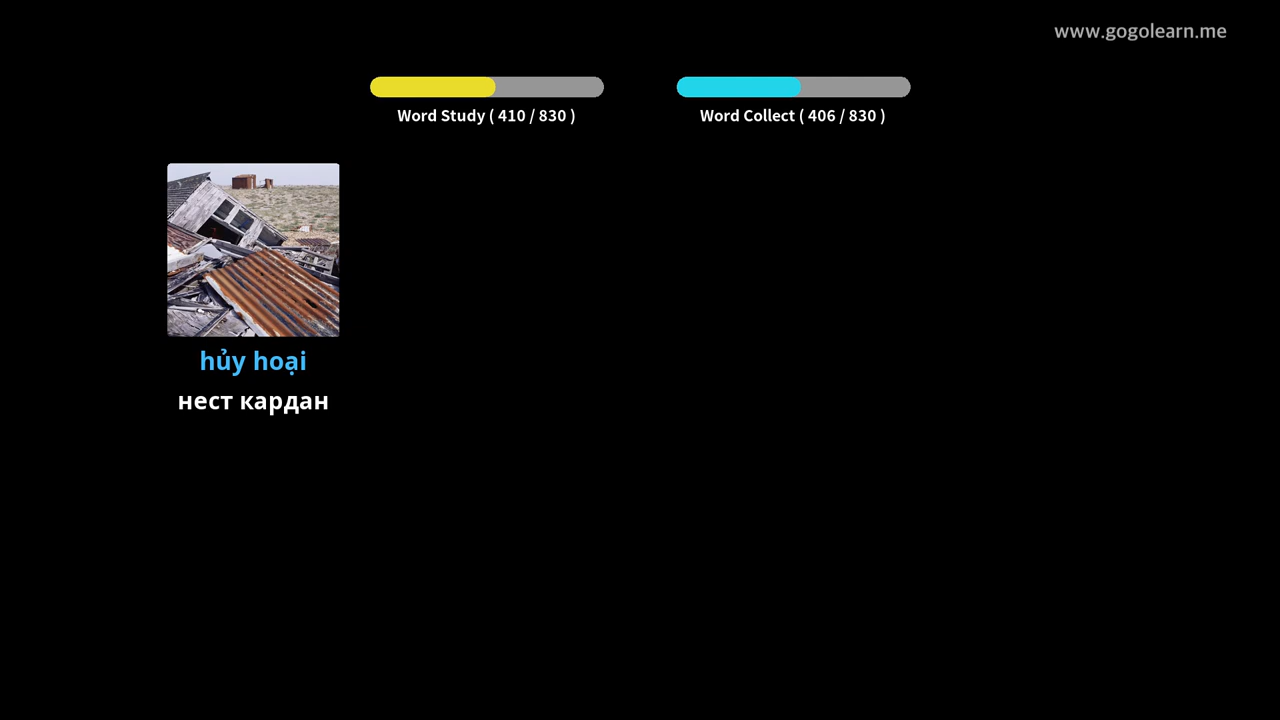 www.gogolearn.me
Word Study ( 410 / 830 )
Word Collect ( 406 / 830 )
hủy hoại
нест кардан